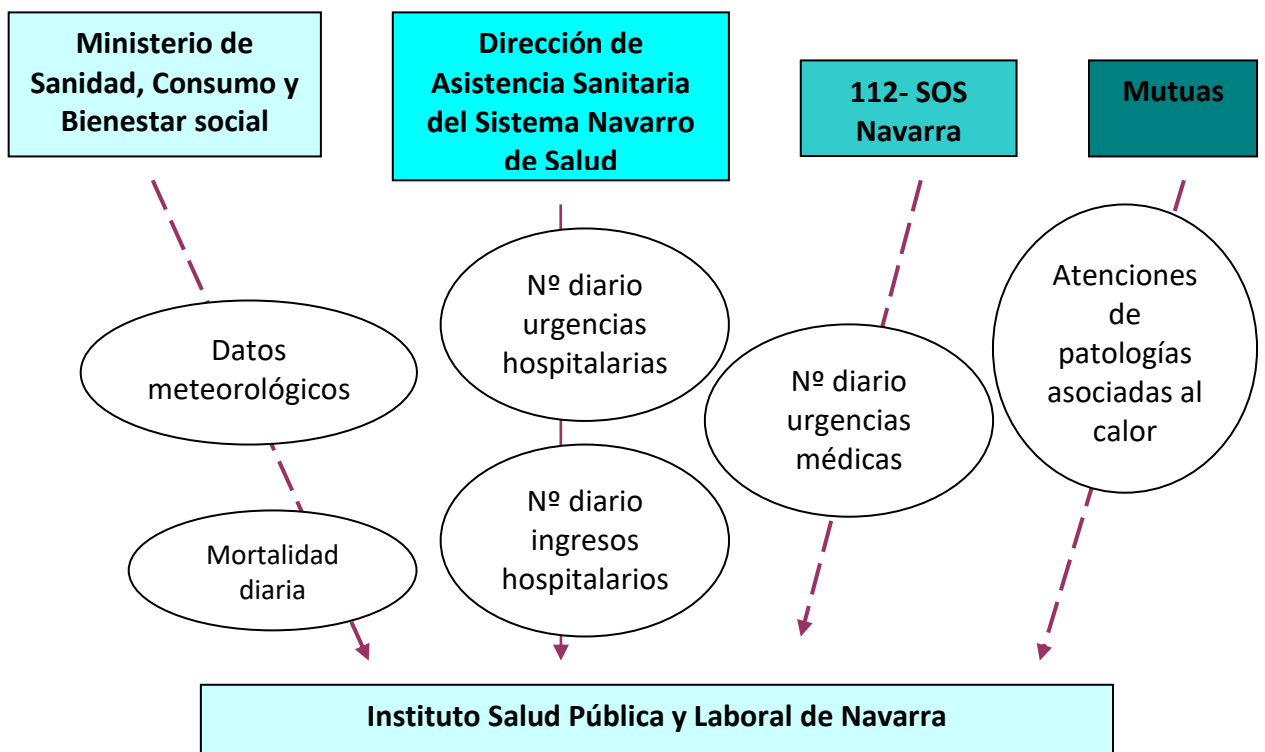 Ministerio de
Sanidad, Consumo y
Bienestar social
Dirección de
Asistencia Sanitaria
del Sistema Navarro
de Salud
112- SOS
Navarra
Mutuas
Datos
meteorológicos
Mortalidad
diaria
Nº diario
urgencias
hospitalarias
Nº diario
ingresos
hospitalarios
Nº diario
urgencias
médicas
Atenciones
de
patologías
asociadas al
calor
Instituto Salud Pública y Laboral de Navarra